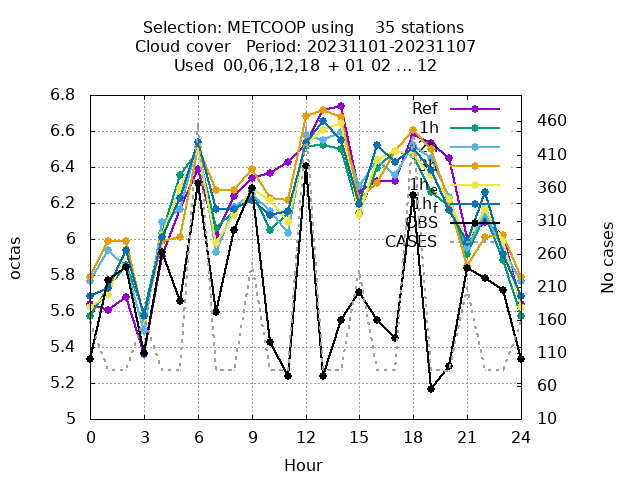 Selection: METCOOP using    35 stations
Cloud cover   Period: 20231101-20231107
Used  00,06,12,18  + 01 02 ... 12
6.8
6.6
6.4
6.2
6
5.8
5.6
5.4
5.2
5
octas
460
410
360
310
260
210
160
110
60
10
No cases
Ref
1h
3h
1he
1hf
OBS
CASES
0 3 6 9 12 15 18 21 24
Hour